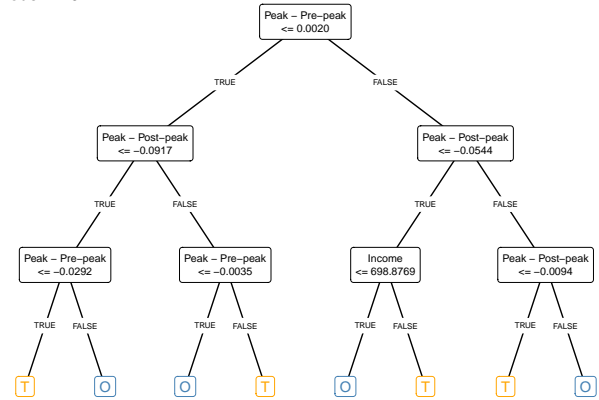 Peak − Pre−peak
<= 0.0020
TRUE
FALSE
Peak − Post−peak
<= −0.0917
Peak − Post−peak
<= −0.0544
TRUE
FALSE
TRUE
FALSE
Peak − Pre−peak
<= −0.0292
Peak − Pre−peak
<= −0.0035
Income
<= 698.8769
Peak − Post−peak
<= −0.0094
TRUE
FALSE
TRUE
FALSE
TRUE
FALSE
TRUE
FALSE
T
O
O
T
O
T
T
O